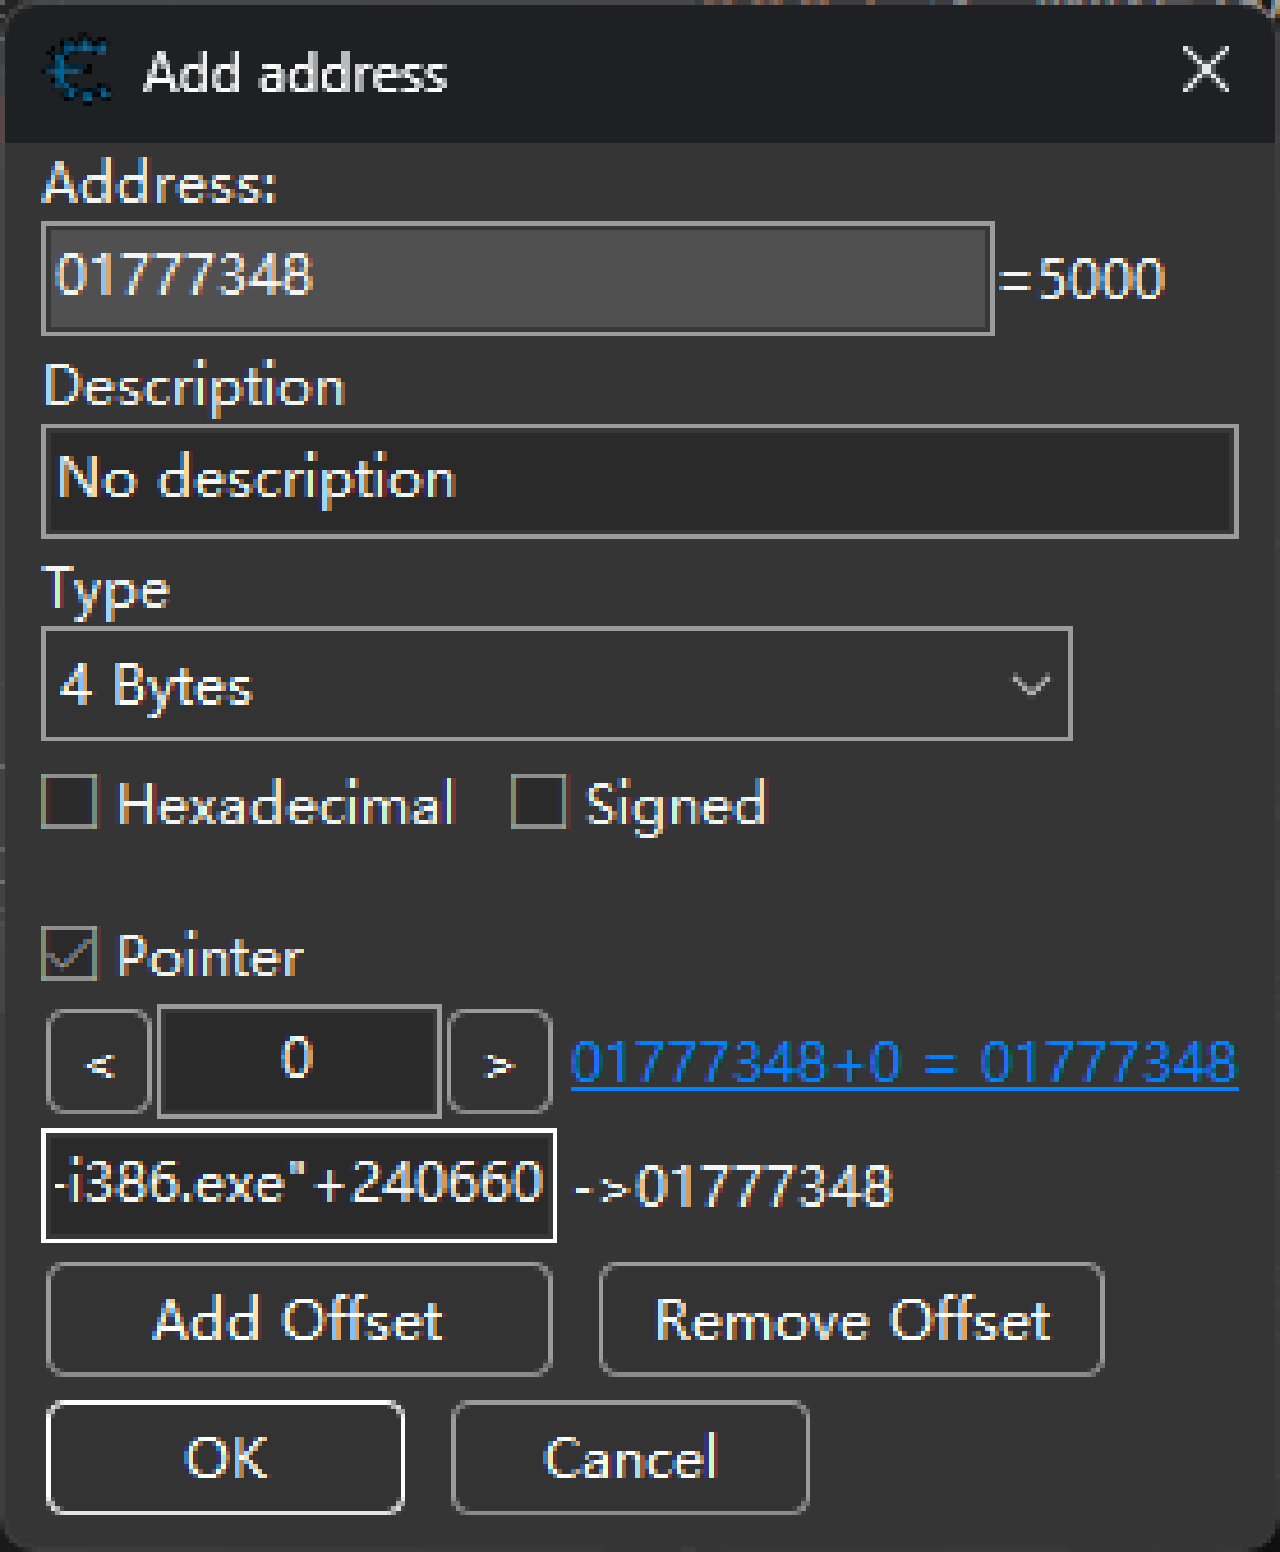 Add address
Address:
01777348 =5000
Description
No description
Type
4 Bytes
Hexadecimal Signed
Pointer
< 0 > 01777348+0 = 01777348
-i386.exe"+240660 ->01777348
Add Offset Remove Offset
OK Cancel